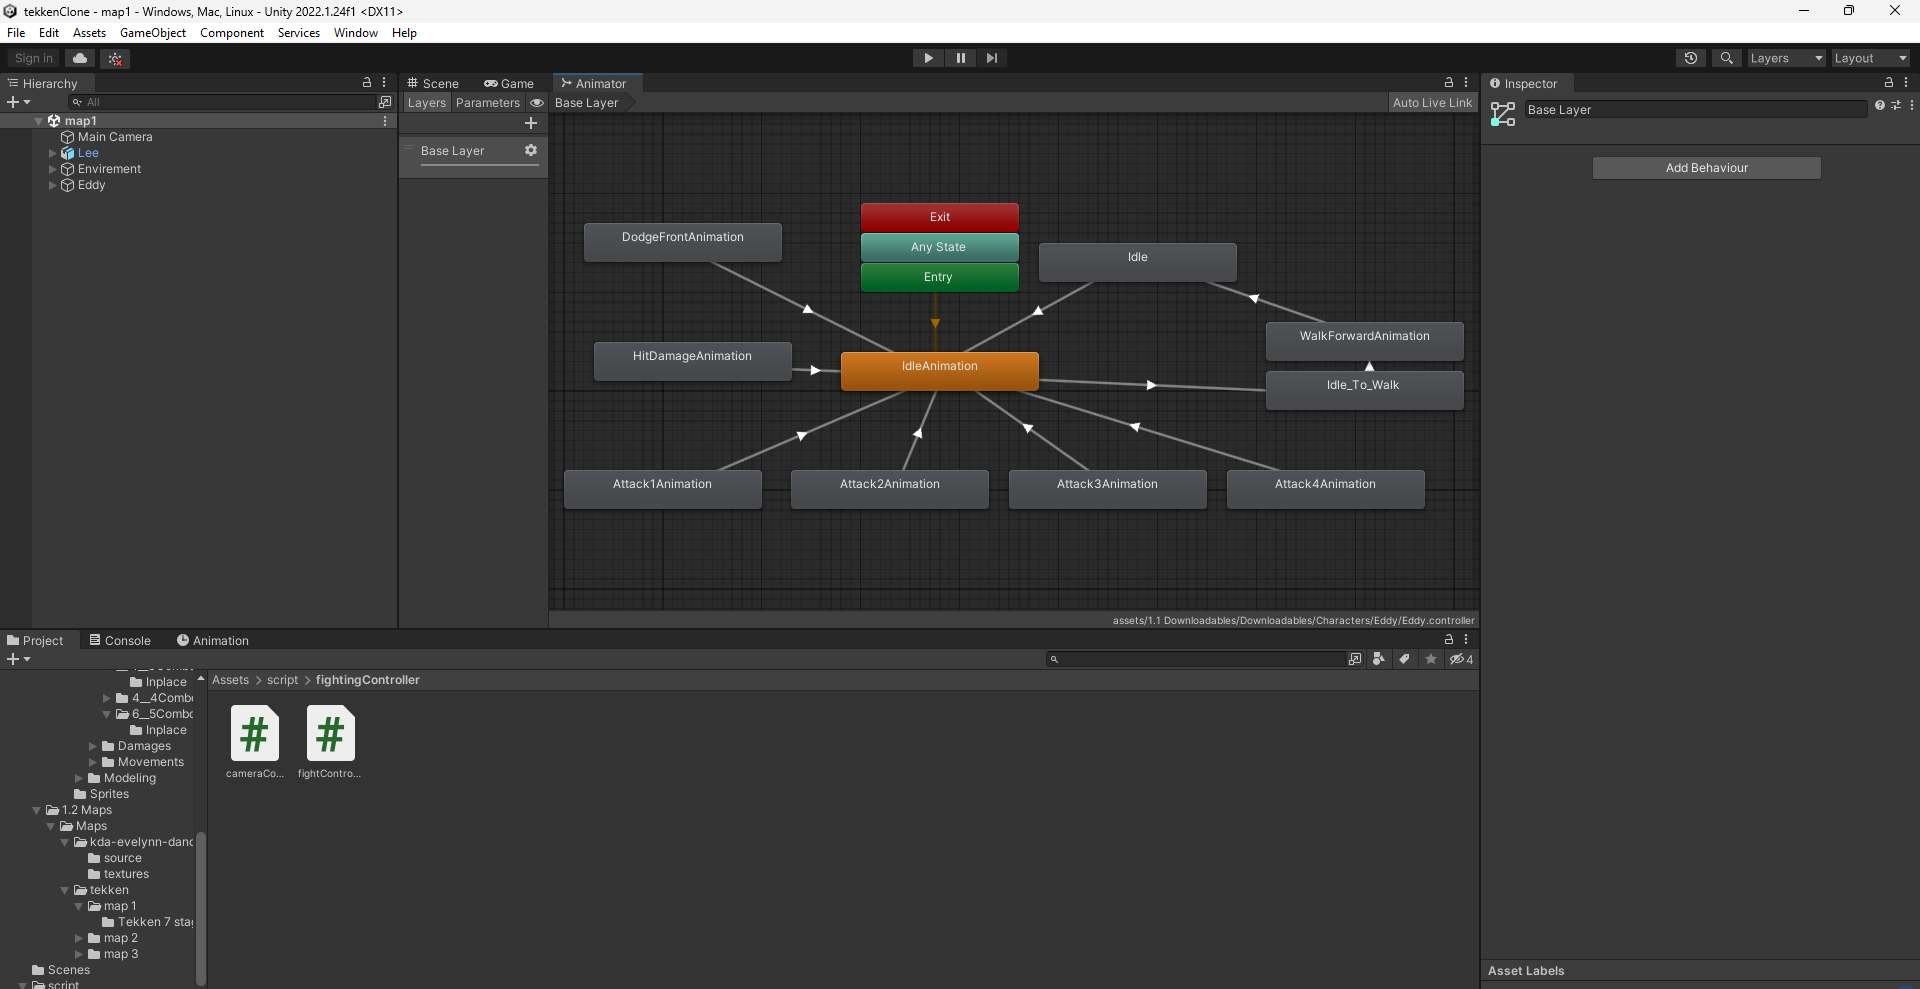 tekkenClone - map1 - Windows, Mac, Linux - Unity 2022.1.24f1 <DX11>
File Edit Assets GameObject Component Services Window Help
Sign in
Layers
Layout
Hierarchy
All
map1
Main Camera
Lee
Envirement
Eddy
Scene
Game
Animator
Layers
Parameters
Base Layer
Auto Live Link
Base Layer
Exit
Any State
Entry
DodgeFrontAnimation
Idle
HitDamageAnimation
IdleAnimation
WalkForwardAnimation
Idle_To_Walk
Attack1Animation
Attack2Animation
Attack3Animation
Attack4Animation
assets/1.1 Downloadables/Downloadables/Characters/Eddy/Eddy.controller
Inspector
Base Layer
Add Behaviour
Asset Labels
Project
Console
Animation
4
Inplace
4__4Combo
6__5Combo
Inplace
Damages
Movements
Modeling
Sprites
1.2 Maps
Maps
kda-evelynn-danc
source
textures
tekken
map 1
Tekken 7 sta
map 2
map 3
Scenes
script
Assets > script > fightingController
cameraCo...
fightContro...